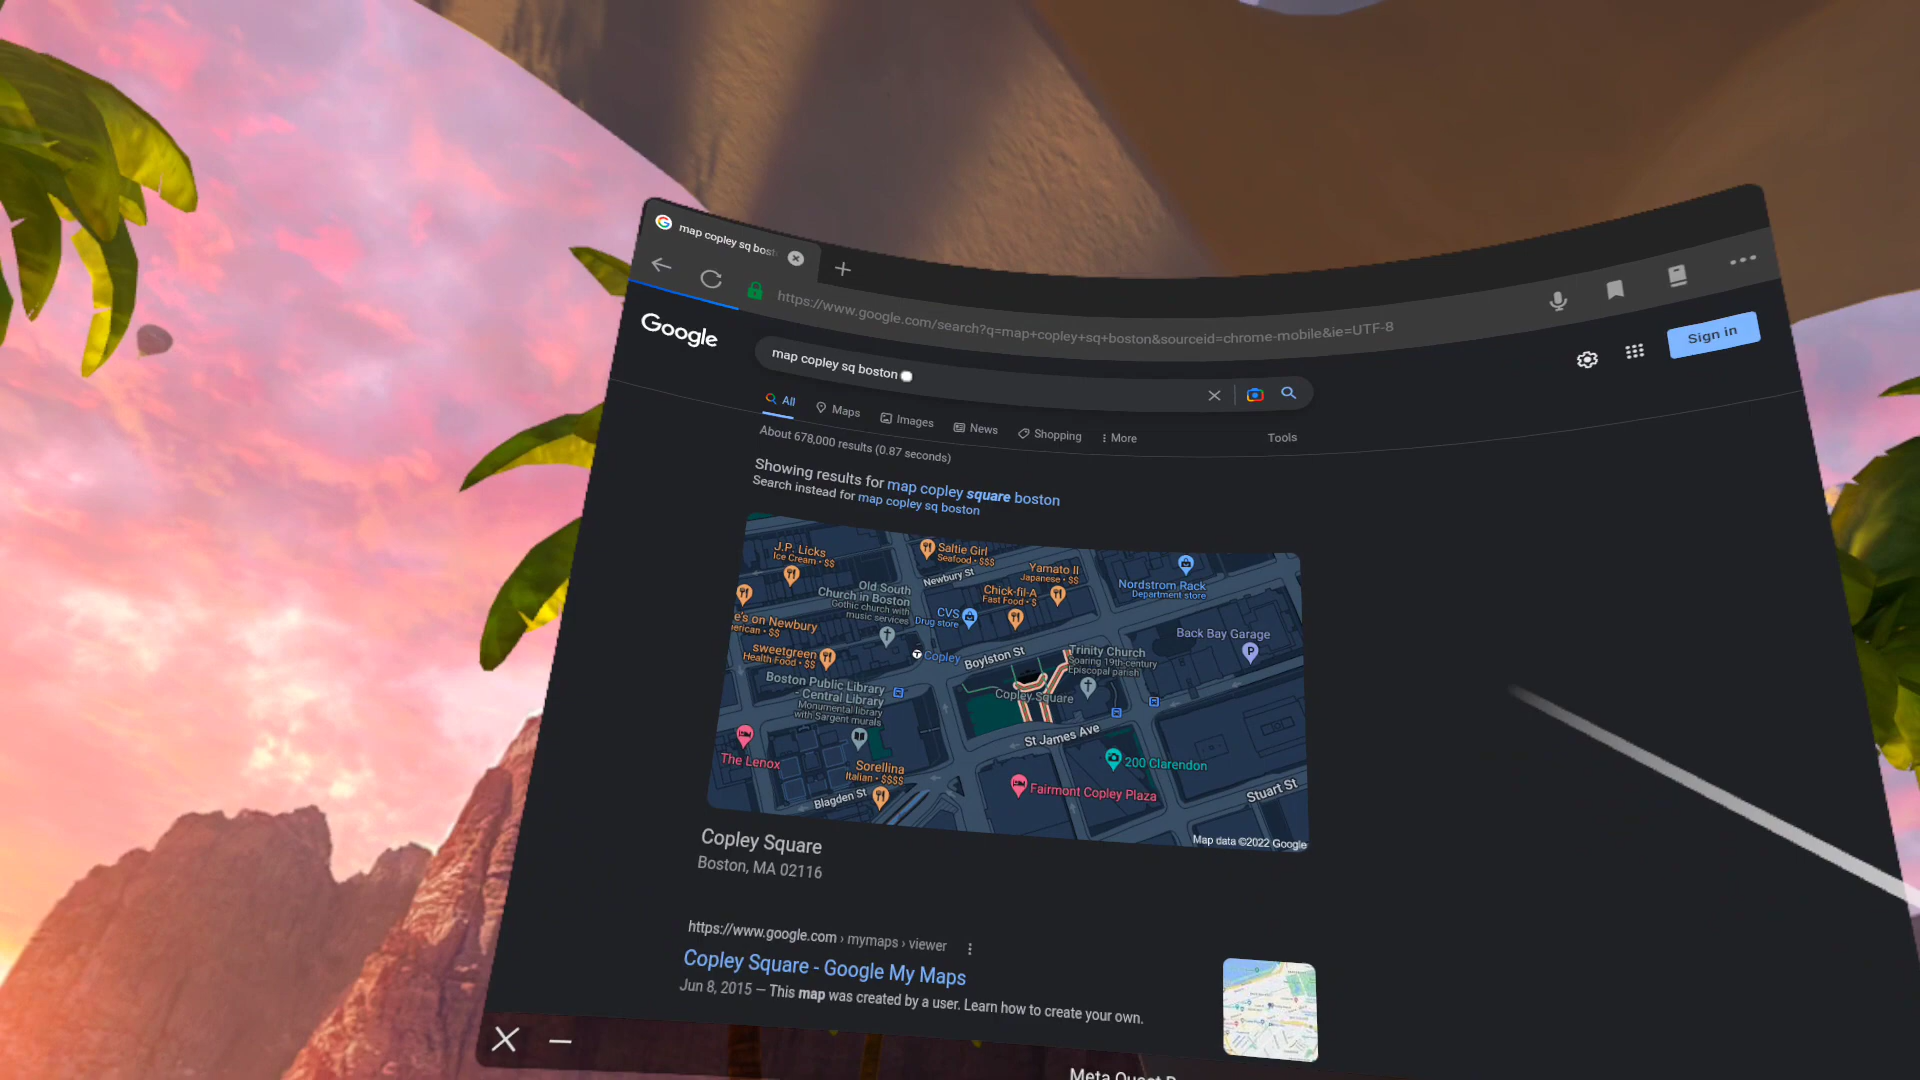 map copley sq bost
https://www.google.com/search?q=map+copley+sq+boston&sourceid=chrome-mobile&ie=UTF-8
Google
map copley sq boston
Sign in
All
Maps
Images
News
Shopping
More
Tools
About 678,000 results (0.87 seconds)
Showing results for map copley square boston
Search instead for map copley sq boston
J.P. Licks
Ice Cream • $$
Saltie Girl
Seafood • $$$
Newbury St
Yamato II
Japanese • $$
Nordstrom Rack
Department store
Old South
Church in Boston
Gothic church with
music services
Chick-fil-A
Fast Food • $
CVS
Drug store
e's on Newbury
erican • $$
Back Bay Garage
P
sweetgreen
Health Food • $$
T
Copley
Boylston St
Trinity Church
Soaring 19th-century
Episcopal parish
Boston Public Library
- Central Library
Monumental library
with Sargent murals
Copley Square
St James Ave
The Lenox
Sorellina
Italian • $$$$
200 Clarendon
Blagden St
Fairmont Copley Plaza
Stuart St
Map data ©2022 Google
Copley Square
Boston, MA 02116
https://www.google.com › mymaps › viewer
Copley Square - Google My Maps
Jun 8, 2015 — This map was created by a user. Learn how to create your own.
Meta Quest